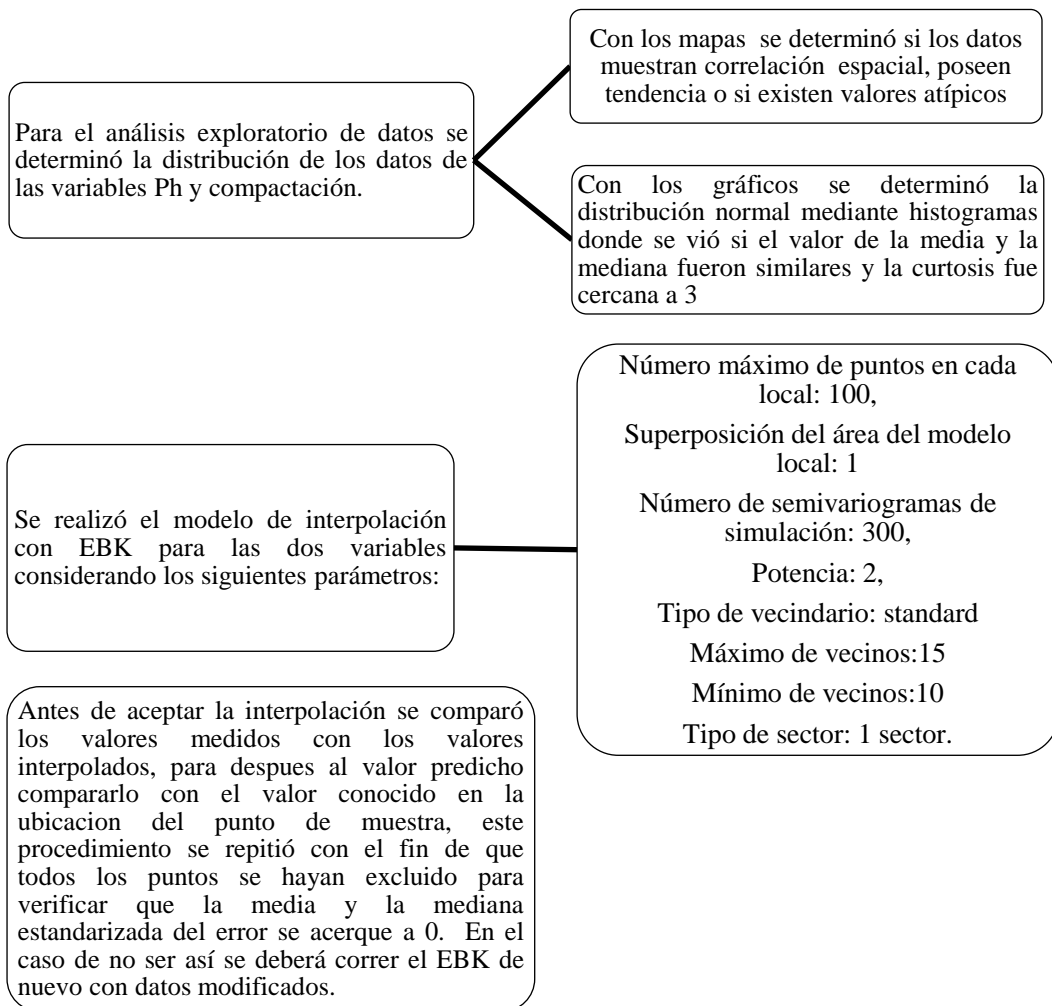 Con los mapas se determinó si los datos
muestran correlación espacial, poseen
tendencia o si existen valores atípicos
Para el análisis exploratorio de datos se
determinó la distribución de los datos de
las variables Ph y compactación.
Con los gráficos se determinó la
distribución normal mediante histogramas
donde se vió si el valor de la media y la
mediana fueron similares y la curtosis fue
cercana a 3
Se realizó el modelo de interpolación
con EBK para las dos variables
considerando los siguientes parámetros:
Número máximo de puntos en cada
local: 100,
Superposición del área del modelo
local: 1
Número de semivariogramas de
simulación: 300,
Potencia: 2,
Tipo de vecindario: standard
Máximo de vecinos:15
Mínimo de vecinos:10
Tipo de sector: 1 sector.
Antes de aceptar la interpolación se comparó
los valores medidos con los valores
interpolados, para despues al valor predicho
compararlo con el valor conocido en la
ubicacion del punto de muestra, este
procedimiento se repitió con el fin de que
todos los puntos se hayan excluido para
verificar que la media y la mediana
estandarizada del error se acerque a 0. En el
caso de no ser así se deberá correr el EBK de
nuevo con datos modificados.